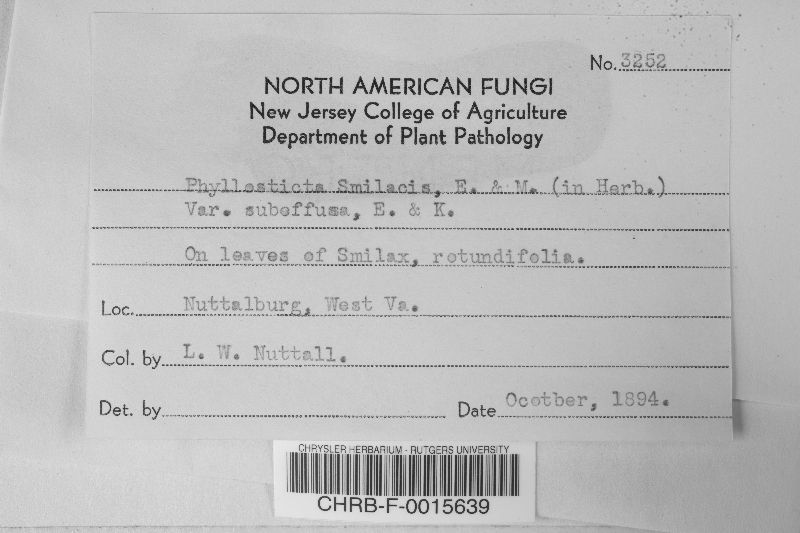 No. 3252
NORTH AMERICAN FUNGI
New Jersey College of Agriculture
Department of Plant Pathology
Phyllosticta Smilacis, E. & M. (in Herb.)
Var. subeffusa, E. & K.
On leaves of Smilax, rotundifolia.
Loc. Nuttalburg, West Va.
Col. by L. W. Nuttall.
Det. by
Date Ocotber, 1894.
CHRYSLER HERBARIUM - RUTGERS UNIVERSITY
CHRB-F-0015639